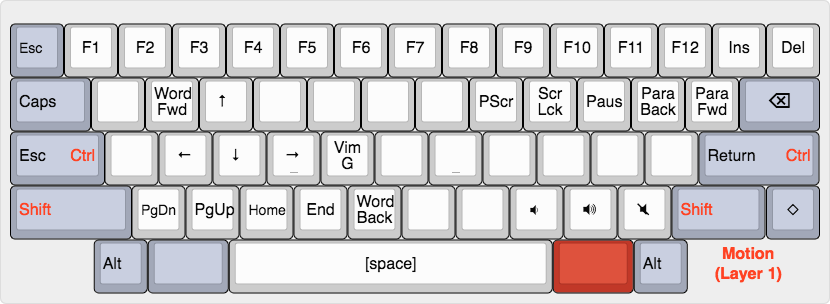 Esc F1 F2 F3 F4 F5 F6 F7 F8 F9 F10 F11 F12 Ins Del
Caps Word Fwd ↑ PScr Scr Lck Paus Para Back Para Fwd ⌫
Esc Ctrl ← ↓ → _ Vim G _ Return Ctrl
Shift PgDn PgUp Home End Word Back Shift ◇
Alt [space] Alt
Motion
(Layer 1)